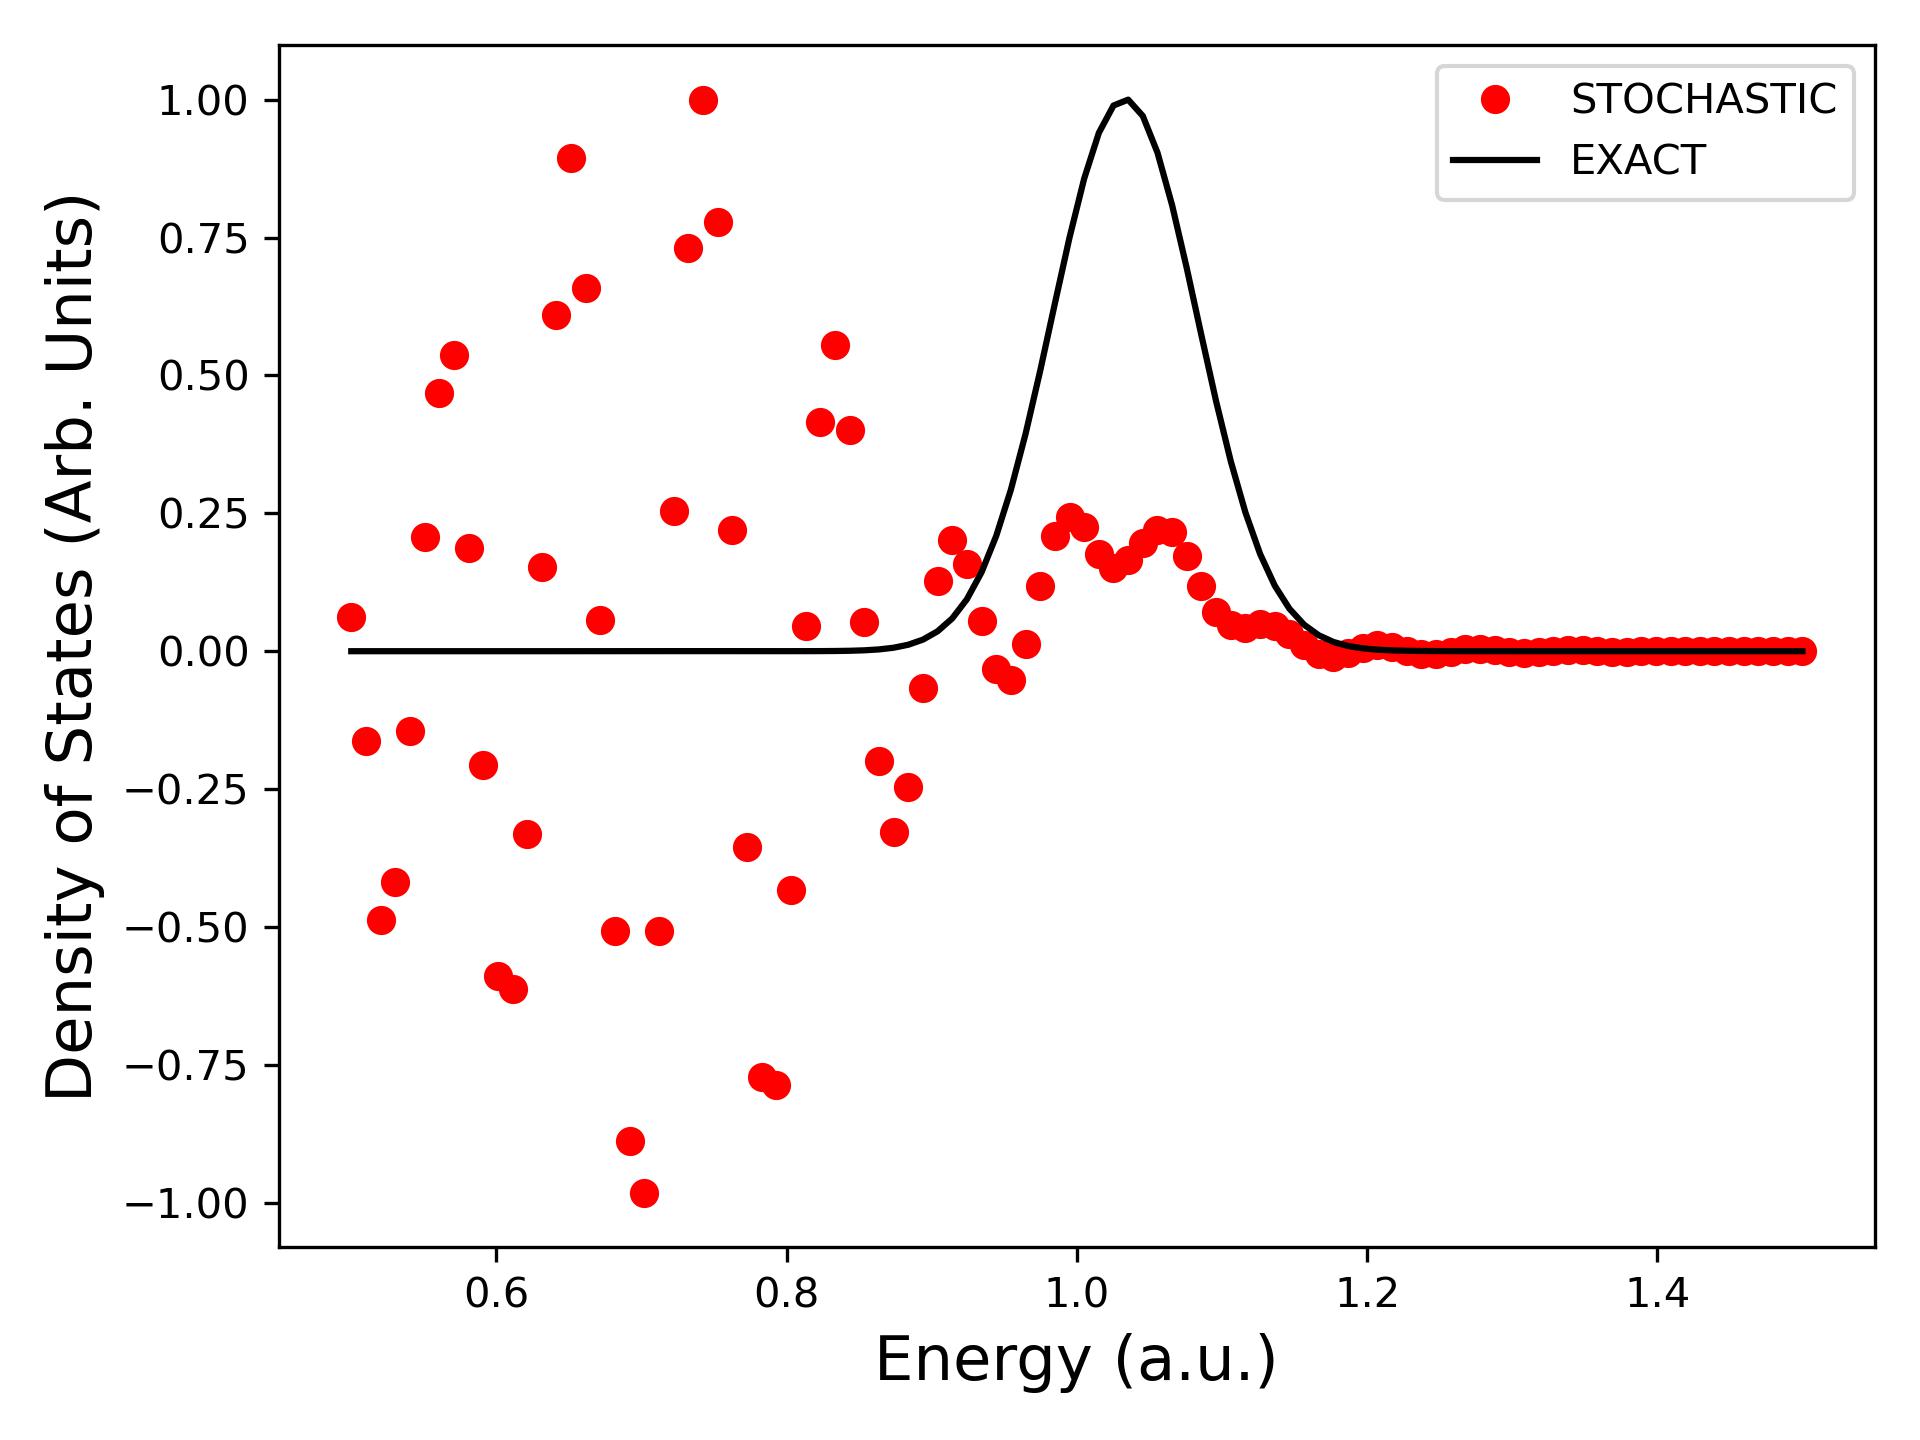 STOCHASTIC
EXACT
1.00
0.75
0.50
0.25
0.00
−0.25
−0.50
−0.75
−1.00
Density of States (Arb. Units)
0.6 0.8 1.0 1.2 1.4
Energy (a.u.)